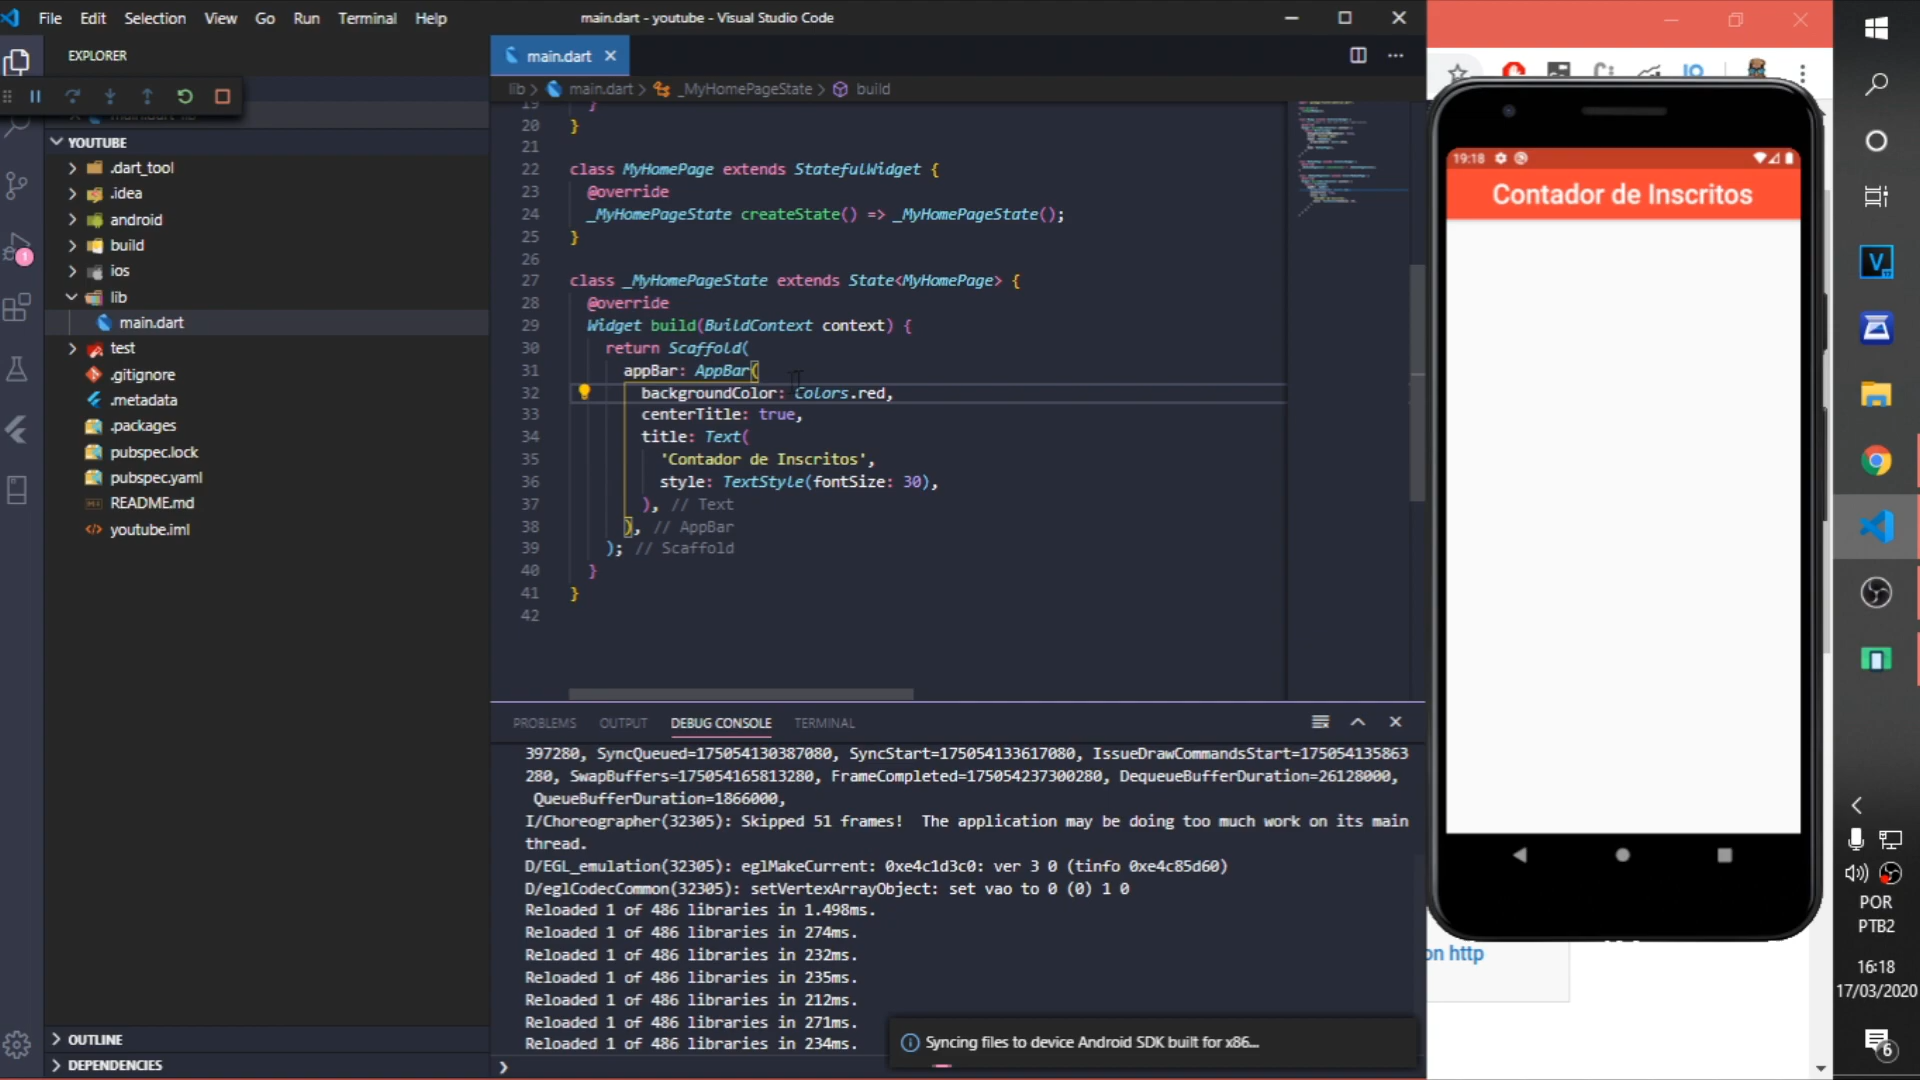 File Edit Selection View Go Run Terminal Help
main.dart - youtube - Visual Studio Code
EXPLORER
YOUTUBE
.dart_tool
.idea
android
build
ios
lib
main.dart
test
.gitignore
.metadata
.packages
pubspec.lock
pubspec.yaml
README.md
youtube.iml
OUTLINE
DEPENDENCIES
1
main.dart
lib > main.dart > _MyHomePageState > build
19 }
20 }
21
22 class MyHomePage extends StatefulWidget {
23 @override
24 _MyHomePageState createState() => _MyHomePageState();
25 }
26
27 class _MyHomePageState extends State<MyHomePage> {
28 @override
29 Widget build(BuildContext context) {
30 return Scaffold(
31 appBar: AppBar(
32 backgroundColor: Colors.red,
33 centerTitle: true,
34 title: Text(
35 'Contador de Inscritos',
36 style: TextStyle(fontSize: 30),
37 ), // Text
38 ), // AppBar
39 ); // Scaffold
40 }
41 }
42
PROBLEMS OUTPUT DEBUG CONSOLE TERMINAL
397280, SyncQueued=175054130387080, SyncStart=175054133617080, IssueDrawCommandsStart=175054135863
280, SwapBuffers=175054165813280, FrameCompleted=175054237300280, DequeueBufferDuration=26128000,
QueueBufferDuration=1866000,
I/Choreographer(32305): Skipped 51 frames!  The application may be doing too much work on its main
thread.
D/EGL_emulation(32305): eglMakeCurrent: 0xe4c1d3c0: ver 3 0 (tinfo 0xe4c85d60)
D/eglCodecCommon(32305): setVertexArrayObject: set vao to 0 (0) 1 0
Reloaded 1 of 486 libraries in 1.498ms.
Reloaded 1 of 486 libraries in 274ms.
Reloaded 1 of 486 libraries in 232ms.
Reloaded 1 of 486 libraries in 235ms.
Reloaded 1 of 486 libraries in 212ms.
Reloaded 1 of 486 libraries in 271ms.
Reloaded 1 of 486 libraries in 234ms.
Syncing files to device Android SDK built for x86...
19:18
Contador de Inscritos
on http
POR
PTB2
16:18
17/03/2020
6